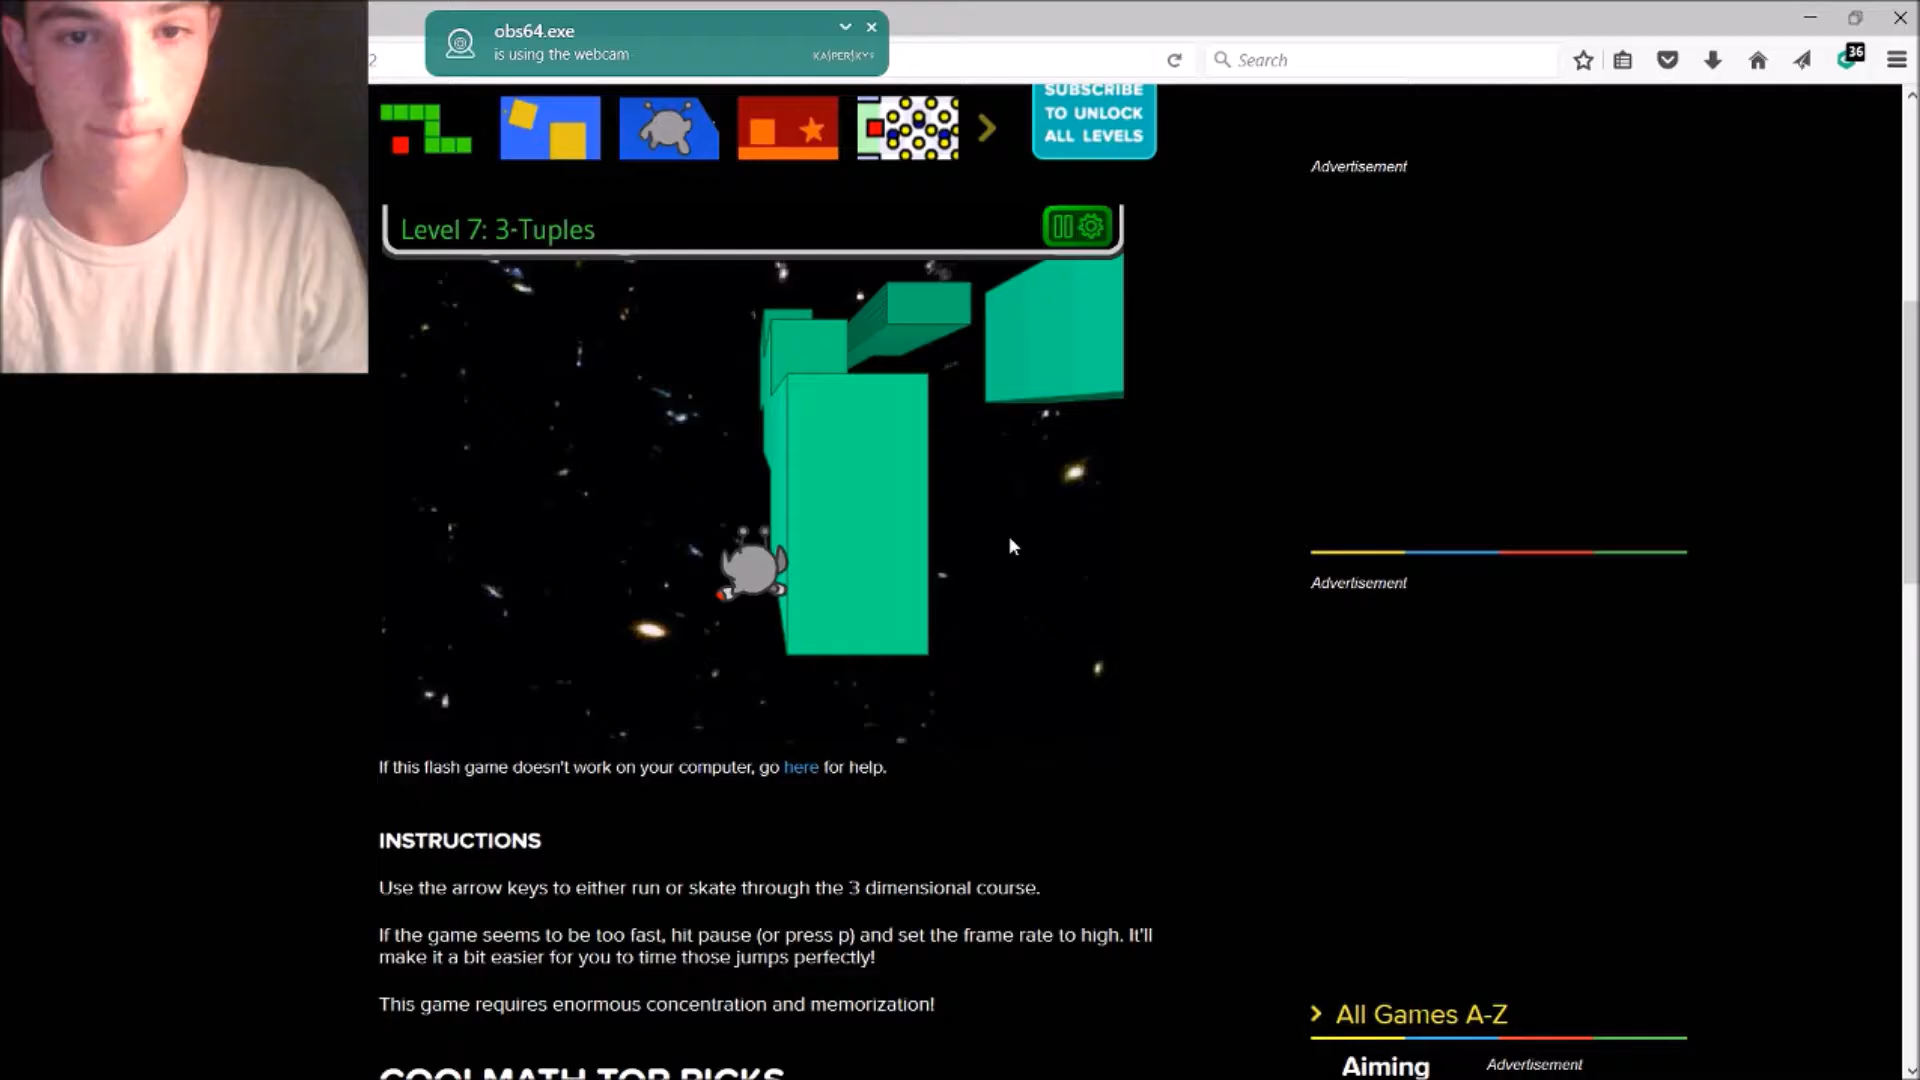 obs64.exe
is using the webcam
KASPERSKY
2
Search
36
SUBSCRIBE
TO UNLOCK
ALL LEVELS
Advertisement
Level 7: 3-Tuples
Advertisement
If this flash game doesn't work on your computer, go here for help.
INSTRUCTIONS
Use the arrow keys to either run or skate through the 3 dimensional course.
If the game seems to be too fast, hit pause (or press p) and set the frame rate to high. It'll
make it a bit easier for you to time those jumps perfectly!
This game requires enormous concentration and memorization!
All Games A-Z
COOLMATH TOP PICKS
Aiming
Advertisement